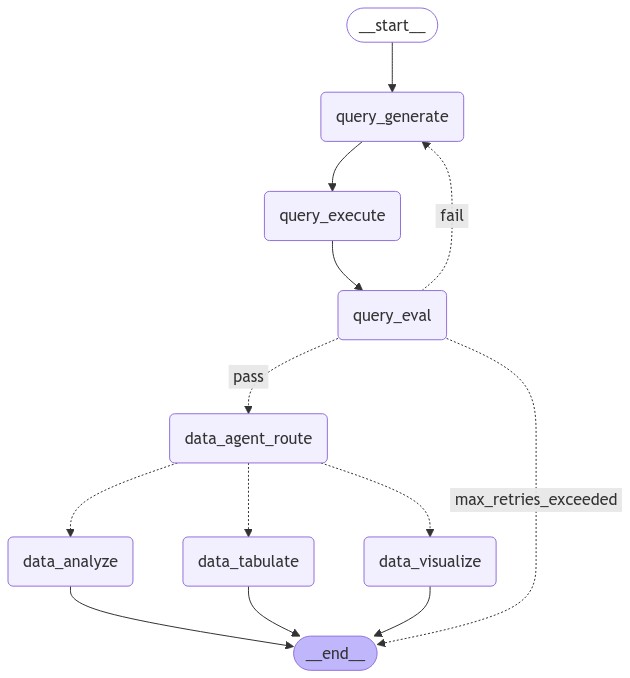 __start__
query_generate
query_execute
fail
query_eval
pass
data_agent_route
max_retries_exceeded
data_analyze
data_tabulate
data_visualize
__end__